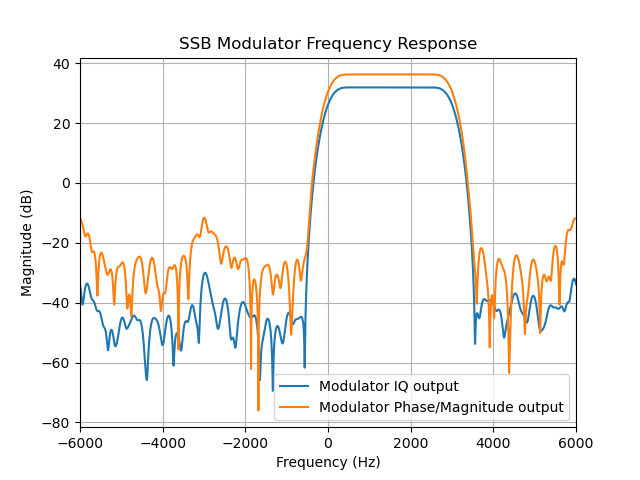 SSB Modulator Frequency Response
Magnitude (dB)
40
20
0
−20
−40
−60
−80
Modulator IQ output
Modulator Phase/Magnitude output
−6000 −4000 −2000 0 2000 4000 6000
Frequency (Hz)